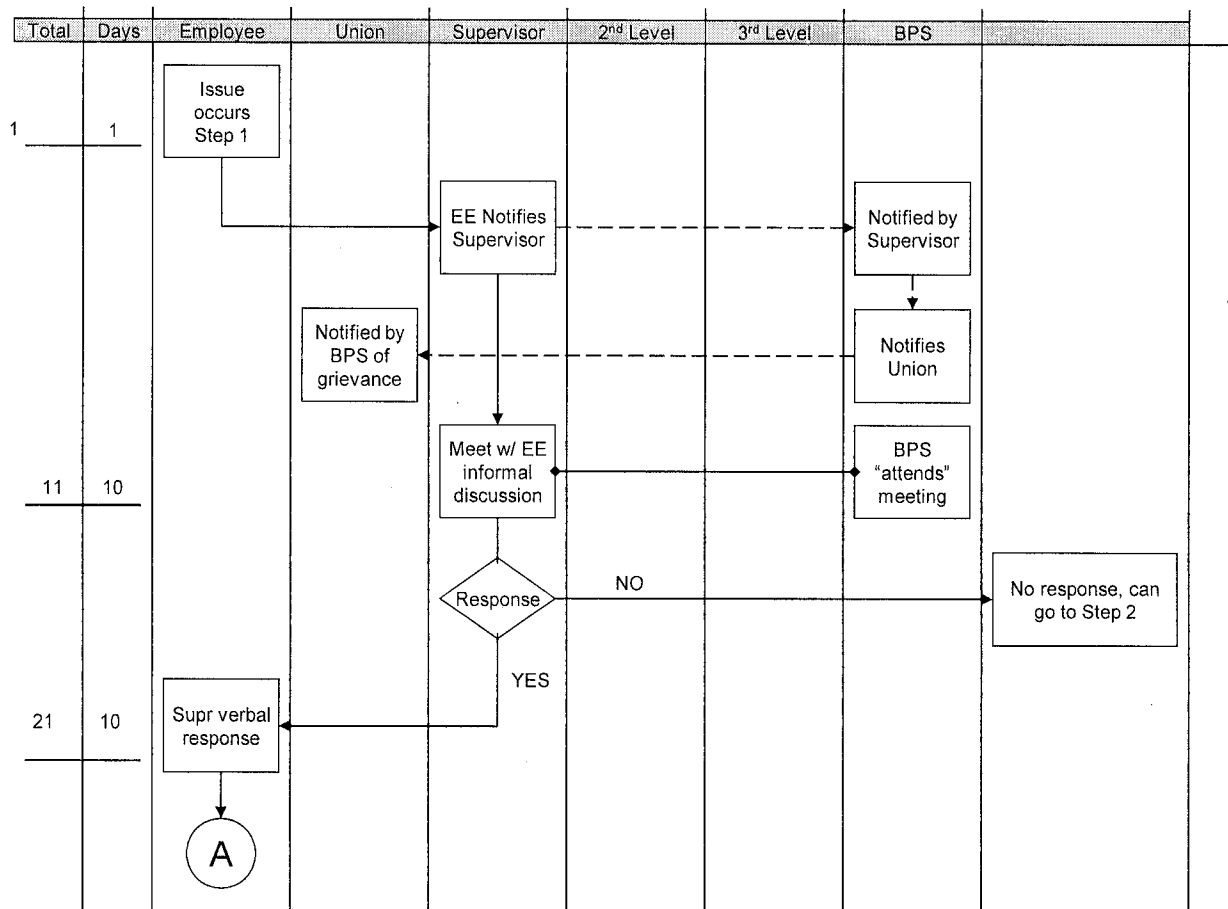 Total Days Employee Union Supervisor 2nd Level 3rd Level BPS
Issue
occurs
Step 1
1 1
EE Notifies
Supervisor
Notified by
Supervisor
Notified by
BPS of
grievance
Notifies
Union
Meet w/ EE
informal
discussion
BPS
“attends”
meeting
11 10
Response
NO
No response, can
go to Step 2
YES
Supr verbal
response
21 10
A